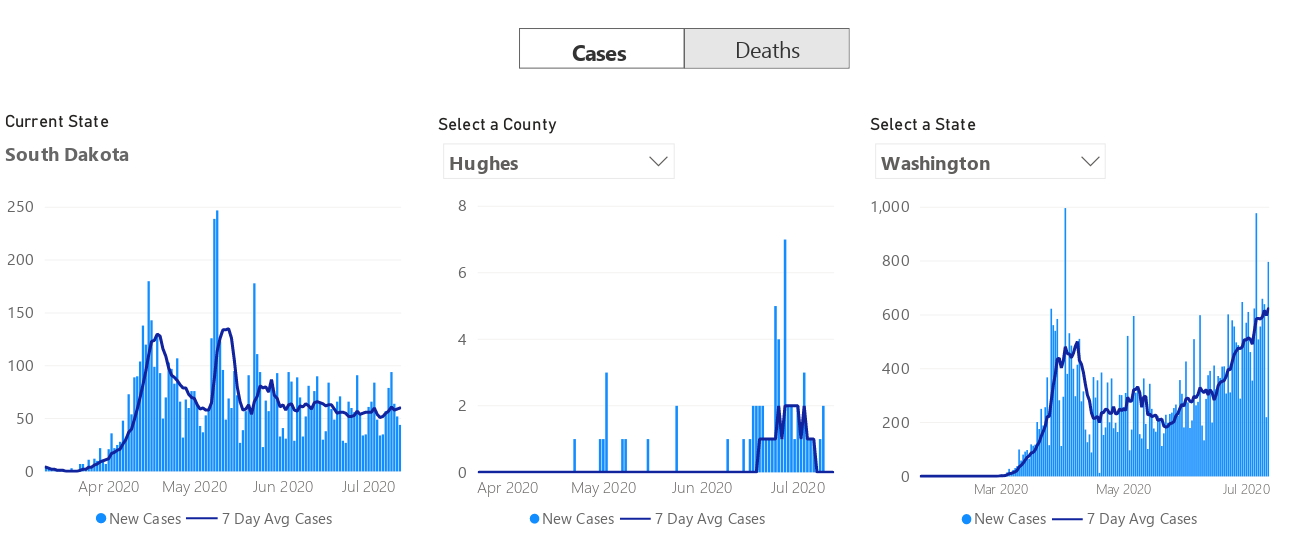 Cases Deaths
Current State
South Dakota
250
200
150
100
50
0
Apr 2020 May 2020 Jun 2020 Jul 2020
New Cases 7 Day Avg Cases
Select a County
Hughes
8
6
4
2
0
Apr 2020 May 2020 Jun 2020 Jul 2020
New Cases 7 Day Avg Cases
Select a State
Washington
1,000
800
600
400
200
0
Mar 2020 May 2020 Jul 2020
New Cases 7 Day Avg Cases